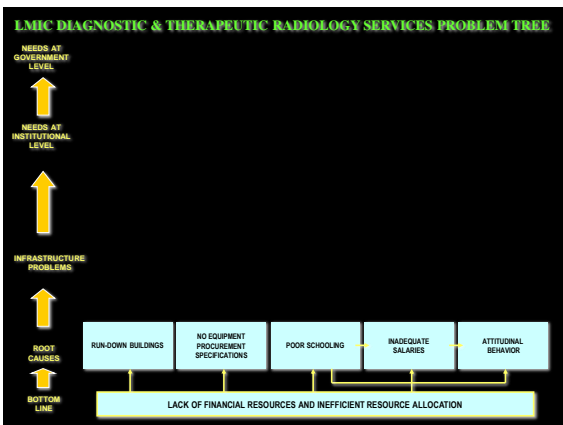 LMIC DIAGNOSTIC & THERAPEUTIC RADIOLOGY SERVICES PROBLEM TREE
NEEDS AT
GOVERNMENT
LEVEL
NEEDS AT
INSTITUTIONAL
LEVEL
INFRASTRUCTURE
PROBLEMS
ROOT
CAUSES
RUN-DOWN BUILDINGS
NO EQUIPMENT
PROCUREMENT
SPECIFICATIONS
POOR SCHOOLING
INADEQUATE
SALARIES
ATTITUDINAL
BEHAVIOR
BOTTOM
LINE
LACK OF FINANCIAL RESOURCES AND INEFFICIENT RESOURCE ALLOCATION